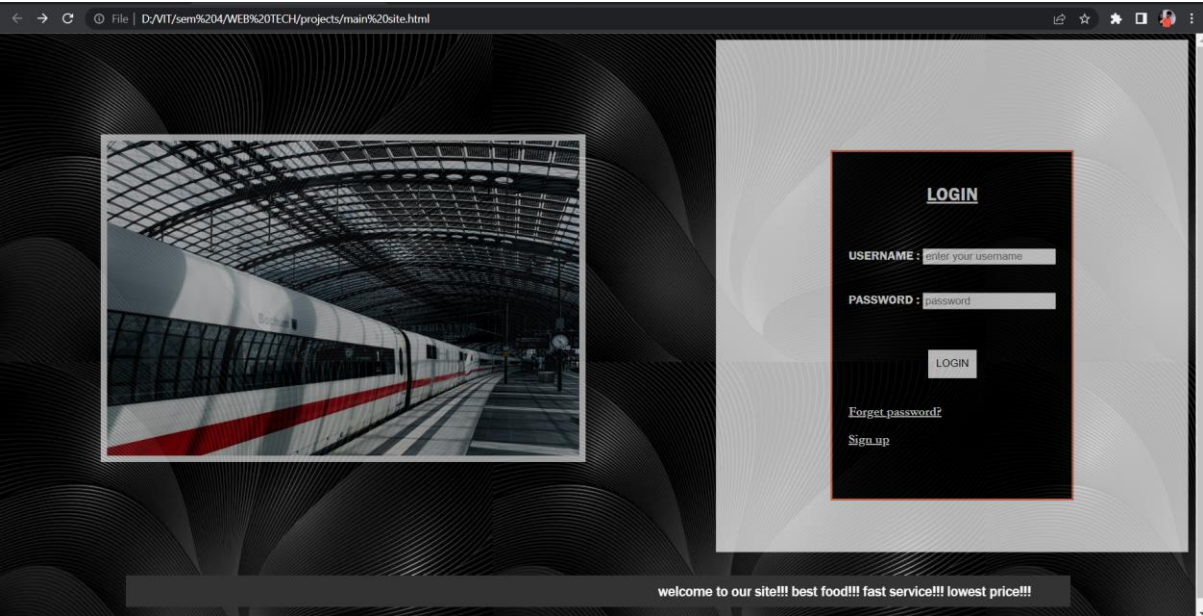 File | D:/VIT/sem%204/WEB%20TECH/projects/main%20site.html
Bochum
LOGIN
USERNAME : enter your username
PASSWORD : password
LOGIN
Forget password?
Sign up
welcome to our site!!! best food!!! fast service!!! lowest price!!!